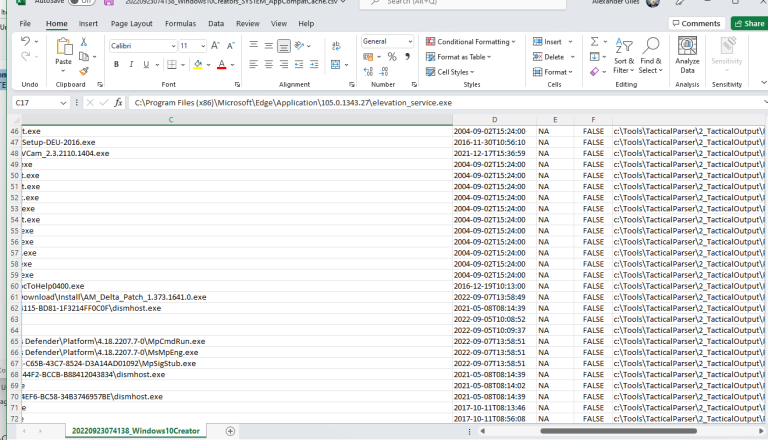 AutoSave Off 20220923074138_Windows10Creators_SYSTEM_AppCompatCache.csv Search (Alt+Q) Alexander Giles
File Home Insert Page Layout Formulas Data Review View Help Comments Share
Paste Calibri 11 General Conditional Formatting Insert Sort & Find & Analyze Sensitivity
B I U Format as Table Delete Filter Select Data
Cell Styles Format
Undo Clipboard Font Alignment Number Styles Cells Editing Analysis Sensitivity
C17 fx C:\Program Files (x86)\Microsoft\Edge\Application\105.0.1343.27\elevation_service.exe
C D E F
46 t.exe 2004-09-02T15:24:00 NA FALSE c:\Tools\TacticalParser\2_TacticalOutput\
47 Setup-DEU-2016.exe 2016-11-30T10:56:10 NA FALSE c:\Tools\TacticalParser\2_TacticalOutput\
48 VCam_2.3.2110.1404.exe 2021-12-17T15:36:59 NA FALSE c:\Tools\TacticalParser\2_TacticalOutput\
49 exe 2004-09-02T15:24:00 NA FALSE c:\Tools\TacticalParser\2_TacticalOutput\
50 t.exe 2004-09-02T15:24:00 NA FALSE c:\Tools\TacticalParser\2_TacticalOutput\
51 t.exe 2004-09-02T15:24:00 NA FALSE c:\Tools\TacticalParser\2_TacticalOutput\
52 .exe 2004-09-02T15:24:00 NA FALSE c:\Tools\TacticalParser\2_TacticalOutput\
53 exe 2004-09-02T15:24:00 NA FALSE c:\Tools\TacticalParser\2_TacticalOutput\
54 t.exe 2004-09-02T15:24:00 NA FALSE c:\Tools\TacticalParser\2_TacticalOutput\
55 exe 2004-09-02T15:24:00 NA FALSE c:\Tools\TacticalParser\2_TacticalOutput\
56 exe 2004-09-02T15:24:00 NA FALSE c:\Tools\TacticalParser\2_TacticalOutput\
57 .exe 2004-09-02T15:24:00 NA FALSE c:\Tools\TacticalParser\2_TacticalOutput\
58 exe 2004-09-02T15:24:00 NA FALSE c:\Tools\TacticalParser\2_TacticalOutput\
59 exe 2004-09-02T15:24:00 NA FALSE c:\Tools\TacticalParser\2_TacticalOutput\
60 ocToHelp0400.exe 2016-12-19T10:13:00 NA FALSE c:\Tools\TacticalParser\2_TacticalOutput\
61 ownload\Install\AM_Delta_Patch_1.373.1641.0.exe 2022-09-07T13:58:49 NA FALSE c:\Tools\TacticalParser\2_TacticalOutput\
62 4115-BD81-1F3214FF0C0F\dismhost.exe 2021-05-08T08:14:39 NA FALSE c:\Tools\TacticalParser\2_TacticalOutput\
63 2022-09-05T10:08:52 NA FALSE c:\Tools\TacticalParser\2_TacticalOutput\
64 2022-09-05T10:09:37 NA FALSE c:\Tools\TacticalParser\2_TacticalOutput\
65 s Defender\Platform\4.18.2207.7-0\MpCmdRun.exe 2022-09-07T13:58:51 NA FALSE c:\Tools\TacticalParser\2_TacticalOutput\
66 s Defender\Platform\4.18.2207.7-0\MsMpEng.exe 2022-09-07T13:58:51 NA FALSE c:\Tools\TacticalParser\2_TacticalOutput\
67 -C65B-43C7-8524-D3A14AD01092\MpSigStub.exe 2022-09-07T13:58:51 NA FALSE c:\Tools\TacticalParser\2_TacticalOutput\
68 44F2-BCCB-B88412043834\dismhost.exe 2021-05-08T08:14:39 NA FALSE c:\Tools\TacticalParser\2_TacticalOutput\
69 e 2021-05-08T08:14:02 NA FALSE c:\Tools\TacticalParser\2_TacticalOutput\
70 4EF6-BC58-34B3746957BE\dismhost.exe 2021-05-08T08:14:39 NA FALSE c:\Tools\TacticalParser\2_TacticalOutput\
71 e 2017-10-11T08:13:46 NA FALSE c:\Tools\TacticalParser\2_TacticalOutput\
72 e 2017-10-11T08:56:08 NA FALSE c:\Tools\TacticalParser\2_TacticalOutput\
20220923074138_Windows10Creator